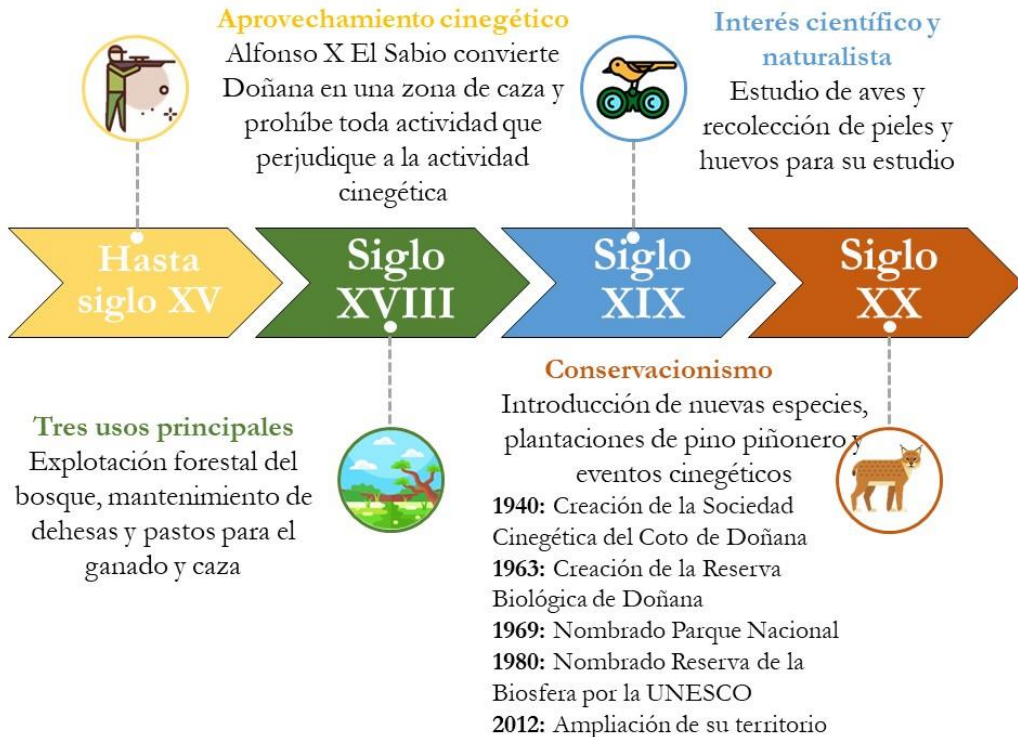 Aprovechamiento cinegético
Alfonso X El Sabio convierte
Doñana en una zona de caza y
prohíbe toda actividad que
perjudique a la actividad
cinegética
Interés científico y
naturalista
Estudio de aves y
recolección de pieles y
huevos para su estudio
Hasta
siglo XV
Siglo
XVIII
Siglo
XIX
Siglo
XX
Tres usos principales
Explotación forestal del
bosque, mantenimiento de
dehesas y pastos para el
ganado y caza
Conservacionismo
Introducción de nuevas especies,
plantaciones de pino piñonero y
eventos cinegéticos
1940: Creación de la Sociedad
Cinegética del Coto de Doñana
1963: Creación de la Reserva
Biológica de Doñana
1969: Nombrado Parque Nacional
1980: Nombrado Reserva de la
Biosfera por la UNESCO
2012: Ampliación de su territorio